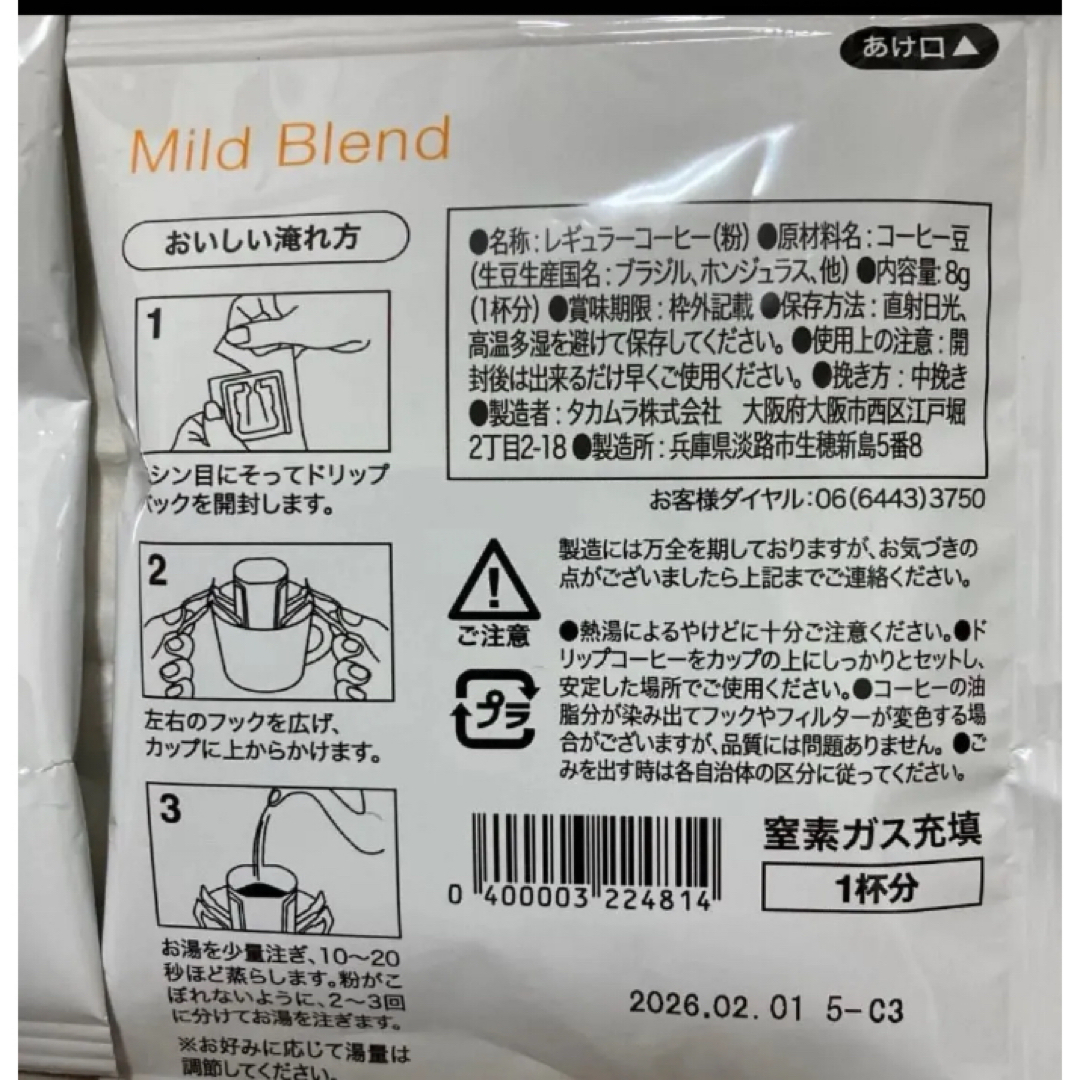 あけ口▲
Mild Blend
おいしい淹れ方
1
シン目にそってドリップ
ックを開封します。
2
左右のフックを広げ、
カップに上からかけます。
3
お湯を少量注ぎ、10〜20
秒ほど蒸らします。粉がこ
ぼれないように、2〜3回
に分けてお湯を注ぎます。
※お好みに応じて湯量は
調節してください。
●名称:レギュラーコーヒー(粉) ●原材料名:コーヒー豆
(生豆生産国名:ブラジル、ホンジュラス、他) ●内容量:8g
(1杯分) ●賞味期限:枠外記載 ●保存方法:直射日光、
高温多湿を避けて保存してください。●使用上の注意:開
封後は出来るだけ早くご使用ください。●挽き方:中挽き
●製造者:タカムラ株式会社 大阪府大阪市西区江戸堀
2丁目2-18 ●製造所:兵庫県淡路市生穂新島5番8
お客様ダイヤル:06(6443)3750
製造には万全を期しておりますが、お気づきの
点がございましたら上記までご連絡ください。
ご注意
プラ
●熱湯によるやけどに十分ご注意ください。●ド
リップコーヒーをカップの上にしっかりとセットし、
安定した場所でご使用ください。●コーヒーの油
脂分が染み出てフックやフィルターが変色する場
合がございますが、品質には問題ありません。●ご
みを出す時は各自治体の区分に従ってください。
0 400003 224814
窒素ガス充填
1杯分
2026.02.01 5-C3